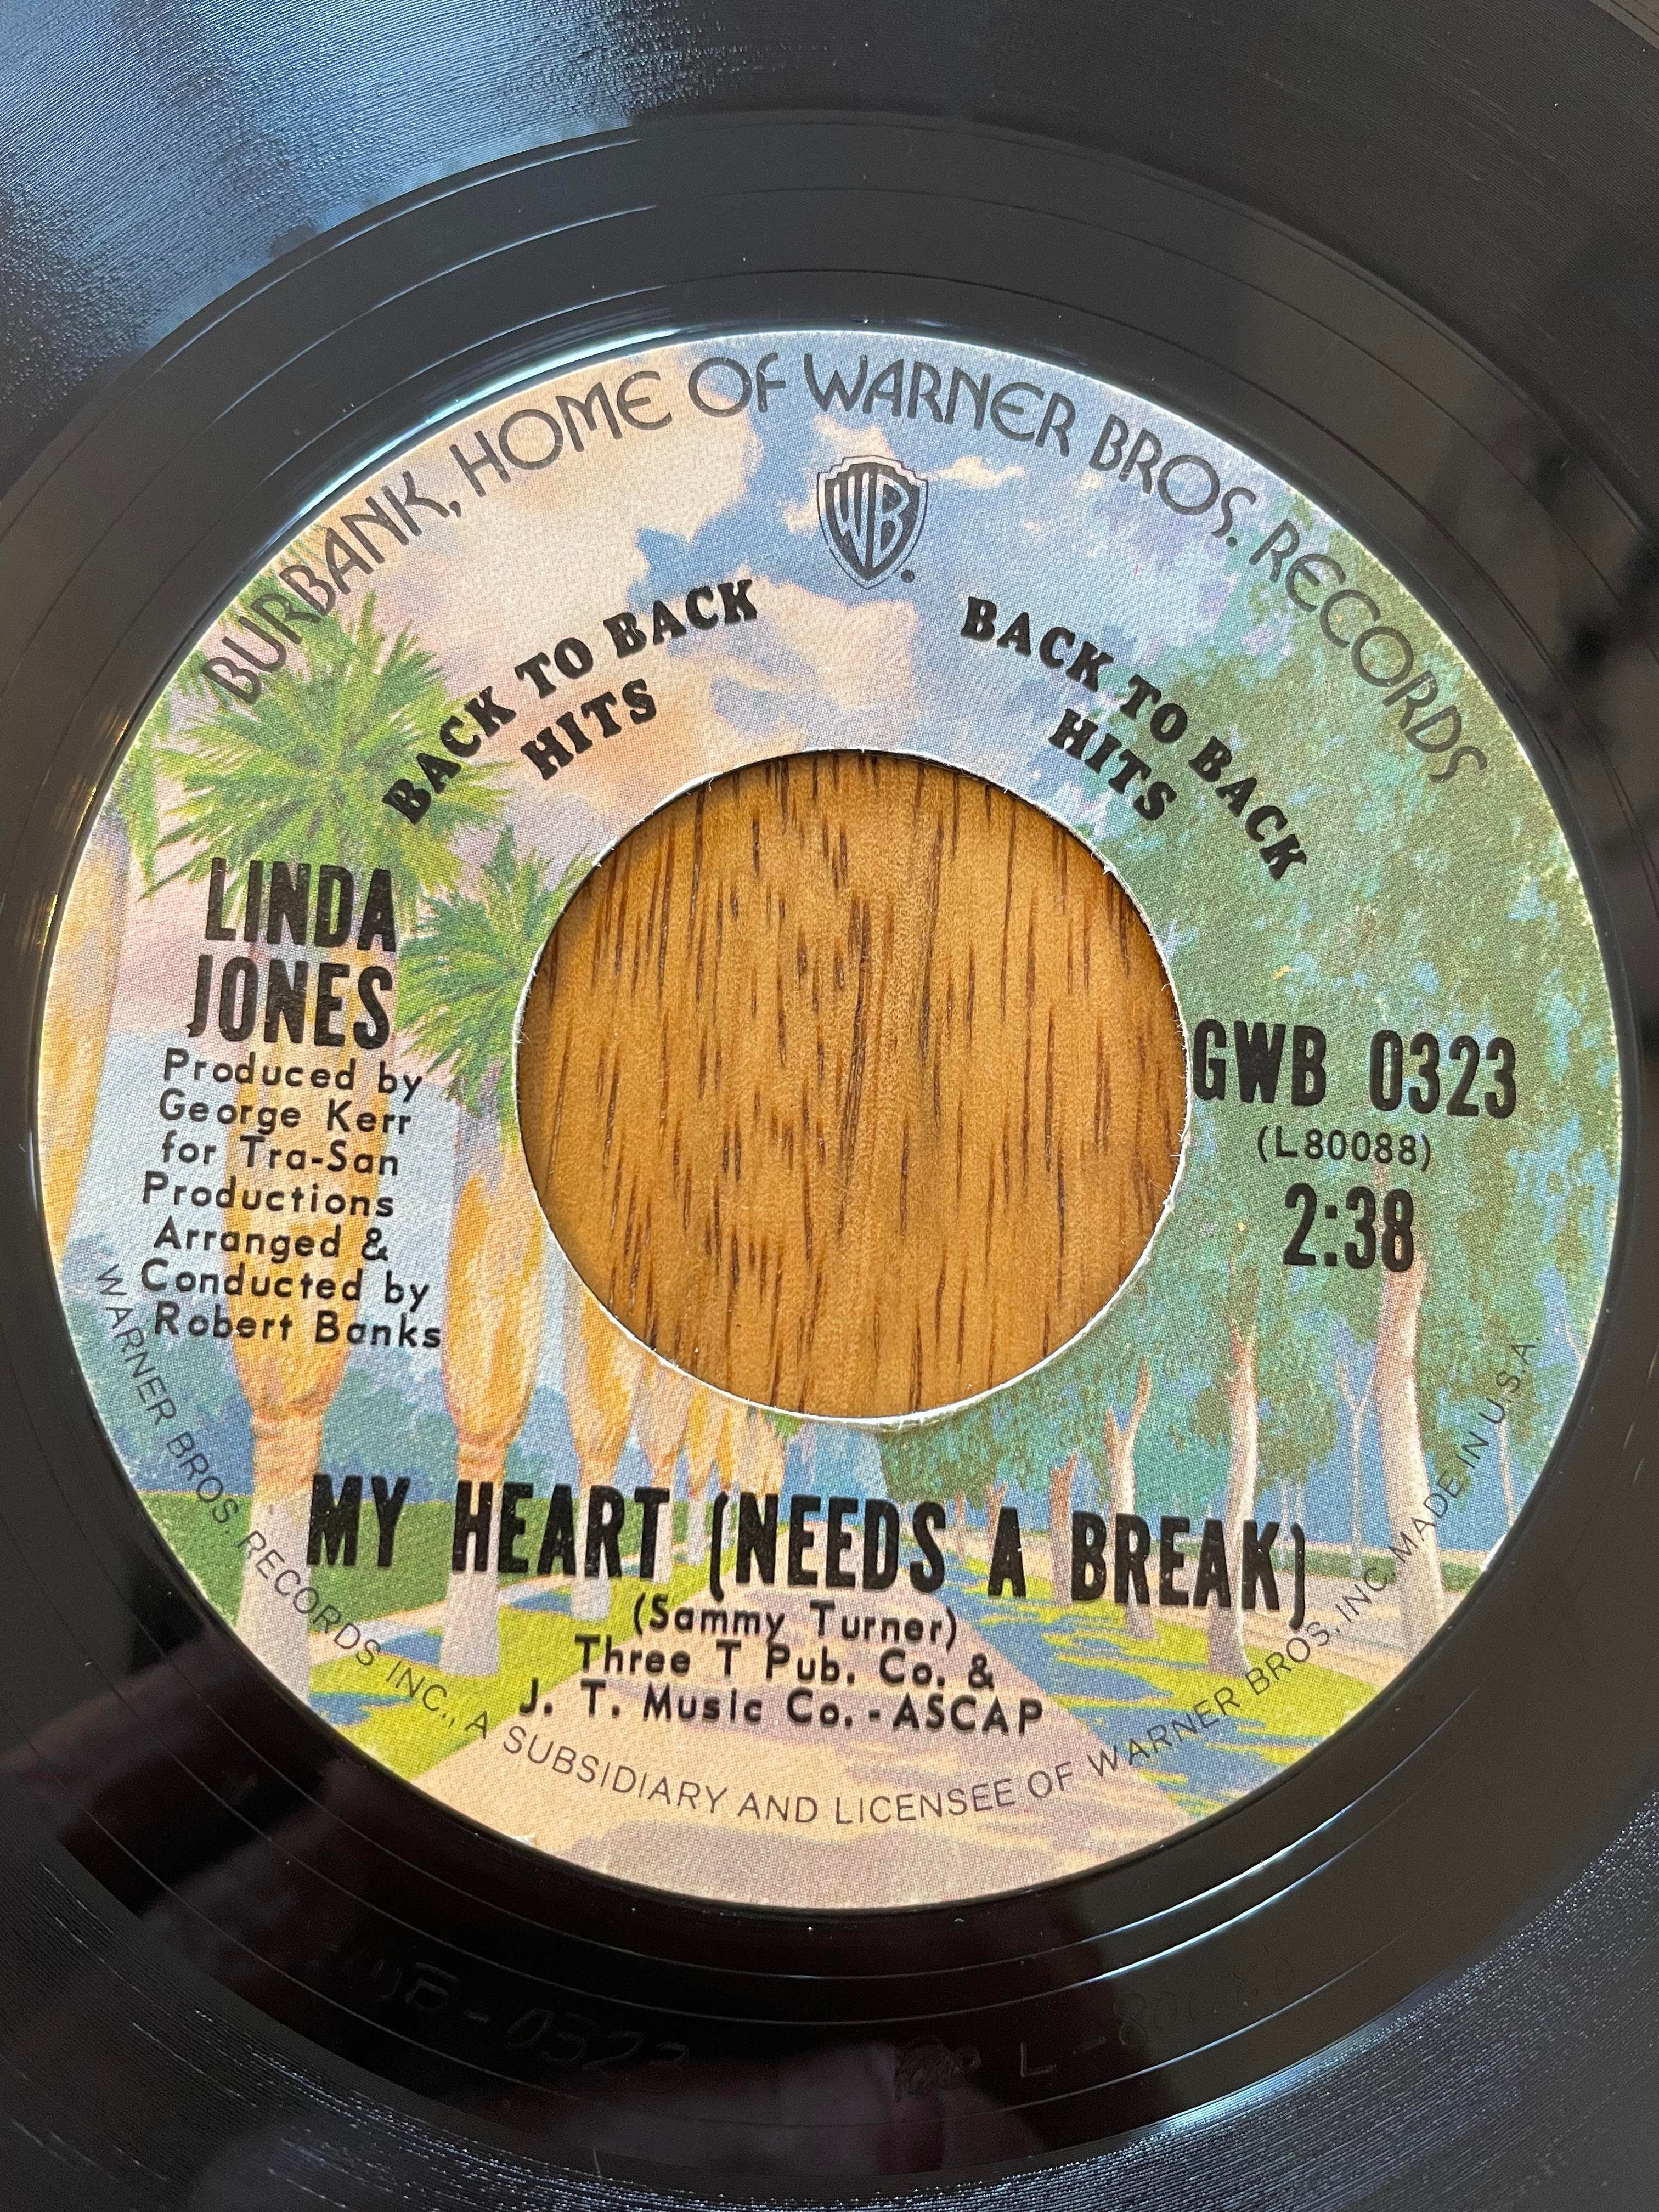 BURBANK, HOME OF WARNER BROS. RECORDS
WB
BACK TO BACK
HITS
BACK TO BACK
HITS
LINDA
JONES
Produced by
George Kerr
for Tra-San
Productions
Arranged &
Conducted by
Robert Banks
GWB 0323
(L80088)
2:38
MY HEART (NEEDS A BREAK)
(Sammy Turner)
Three T Pub. Co. &
J. T. Music Co.-ASCAP
WARNER BROS. RECORDS INC., A SUBSIDIARY AND LICENSEE OF WARNER BROS. INC. MADE IN U.S.A.